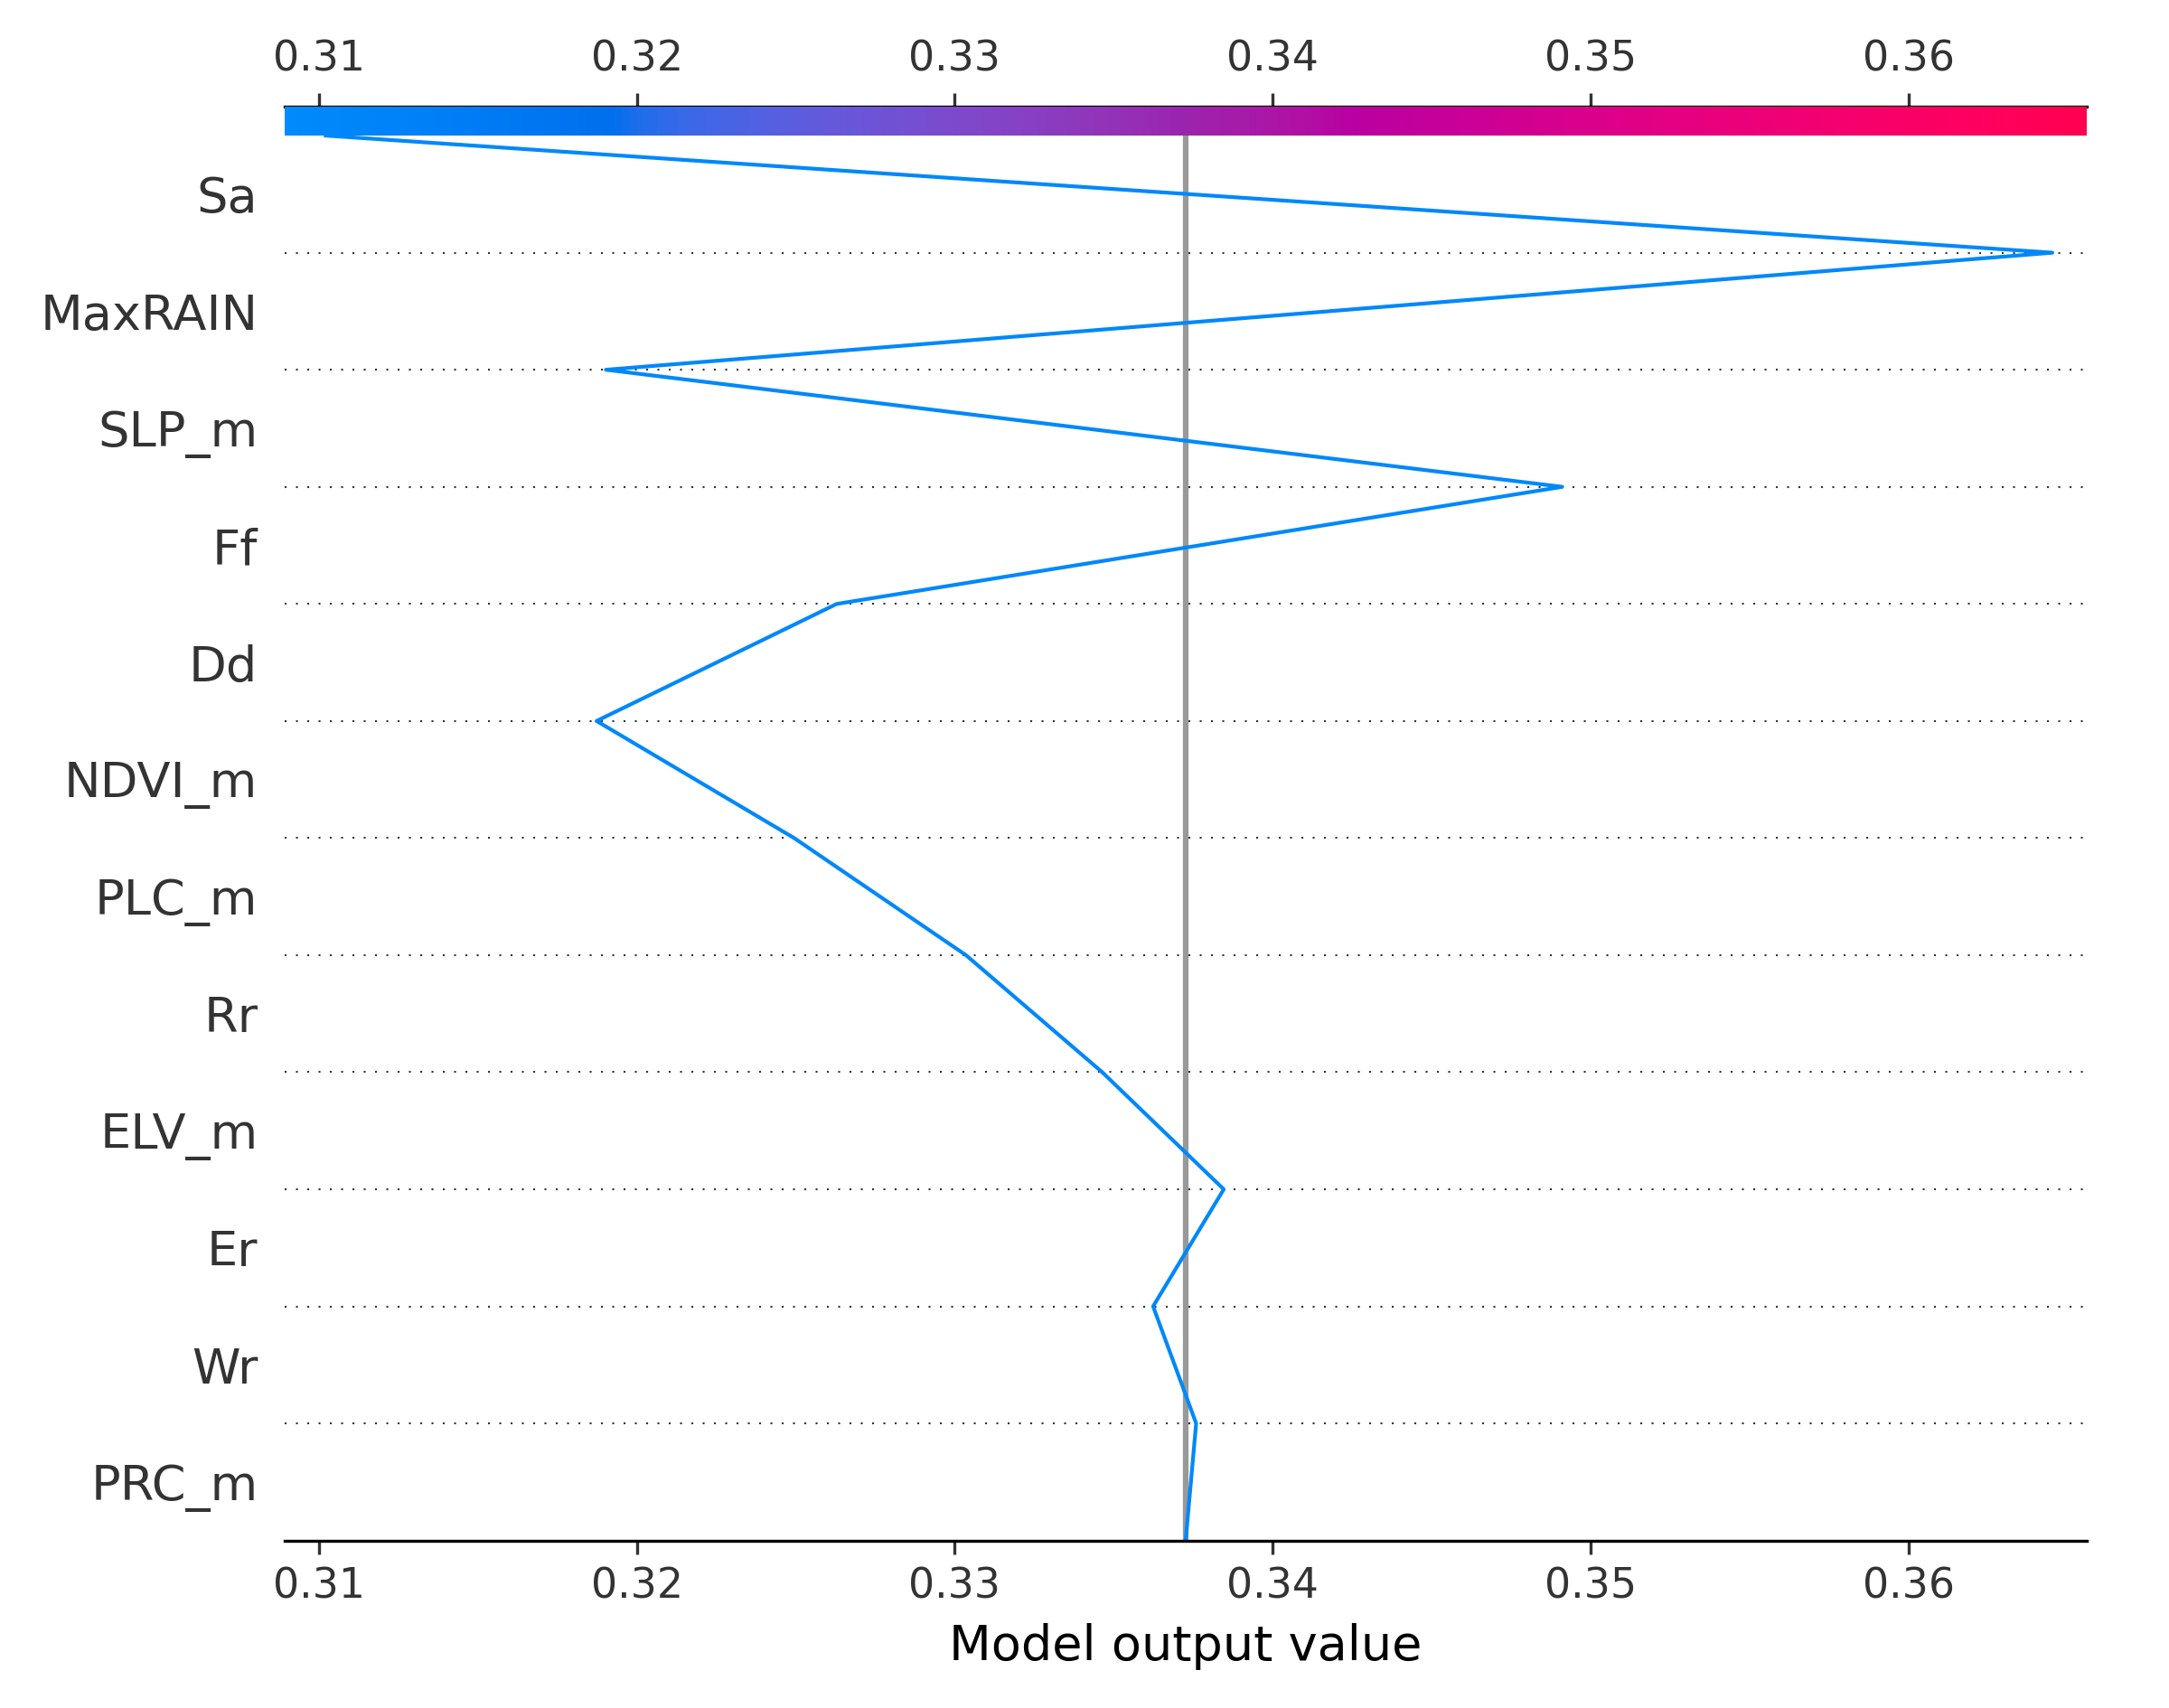 0.31 0.32 0.33 0.34 0.35 0.36
Sa
MaxRAIN
SLP_m
Ff
Dd
NDVI_m
PLC_m
Rr
ELV_m
Er
Wr
PRC_m
0.31 0.32 0.33 0.34 0.35 0.36
Model output value